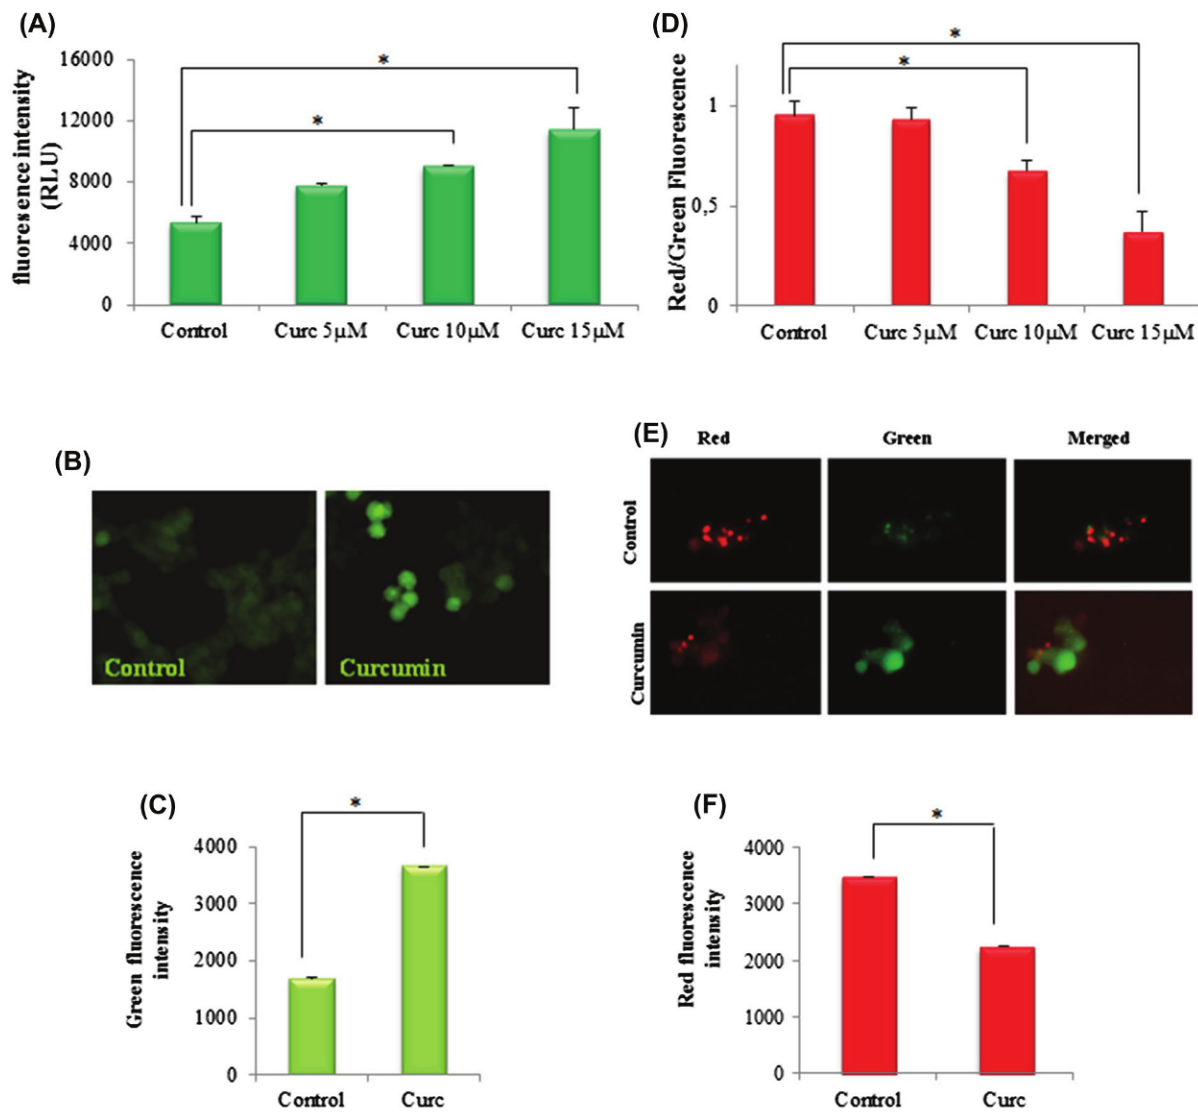 (A)
fluoresence intensity
(RLU)
16000
12000
8000
4000
0
*
*
Control
Curc 5µM
Curc 10µM
Curc 15µM
(D)
Red/Green Fluorescence
1
0,5
0
*
*
Control
Curc 5µM
Curc 10µM
Curc 15µM
(B)
Control
Curcumin
(E)
Red
Green
Merged
Control
Curcumin
(C)
Green fluorescence
intensity
4000
3000
2000
1000
0
*
Control
Curc
(F)
Red fluorescence
intensity
4000
3000
2000
1000
0
*
Control
Curc